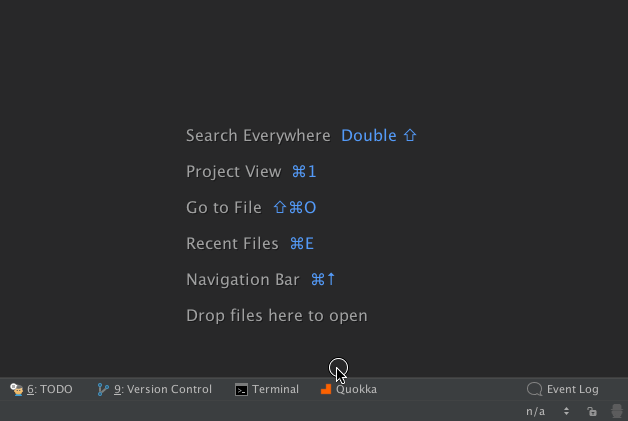 Search Everywhere Double ⇧
Project View ⌘1
Go to File ⇧⌘O
Recent Files ⌘E
Navigation Bar ⌘↑
Drop files here to open
6: TODO 9: Version Control Terminal Quokka Event Log
n/a